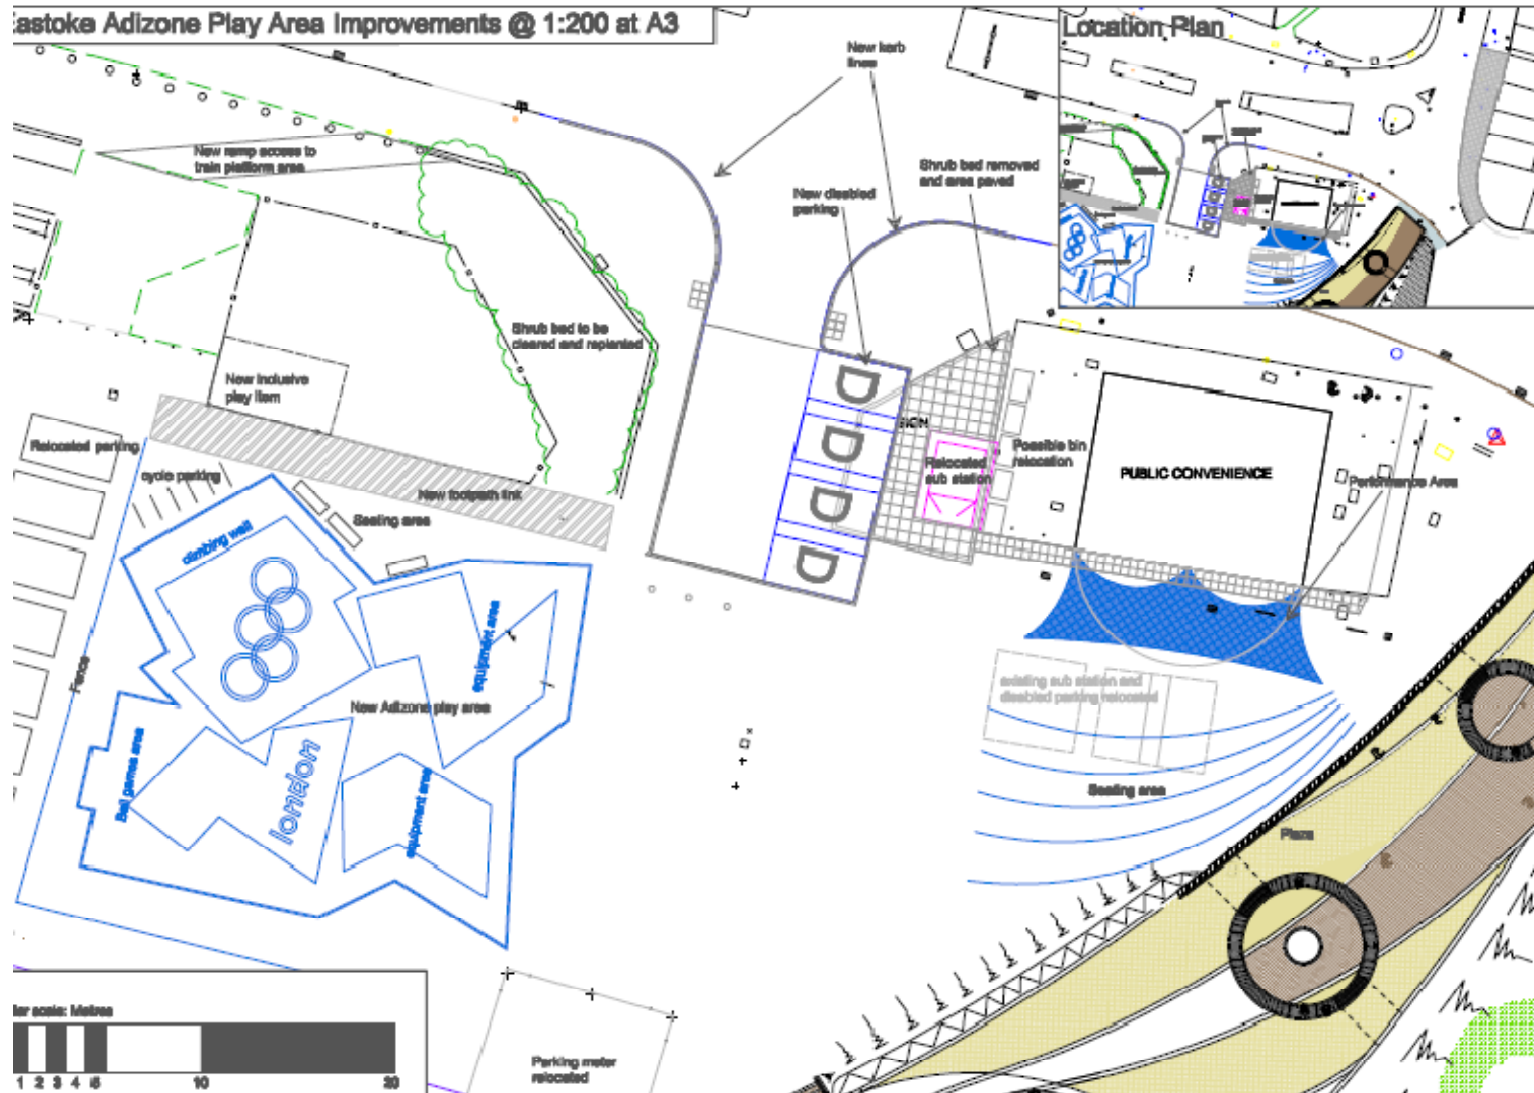 Eastoke Adizone Play Area Improvements @ 1:200 at A3
Location Plan
New kerb
lines
New ramp access to
train platform area
New disabled
parking
Shrub bed removed
and area paved
Shrub bed to be
cleared and replanted
New inclusive
play item
Relocated parking
cycle parking
New footpath link
Seating area
climbing wall
Relocated
sub station
Possible bin
relocation
PUBLIC CONVENIENCE
Performance Area
equipment area
Fence
New Adizone play area
existing sub station and
disabled parking relocated
Ball games area
london
equipment area
Seating area
Plaza
Bar scale: Metres
1 2 3 4 5 10 20
Parking meter
relocated
D
D
D
D